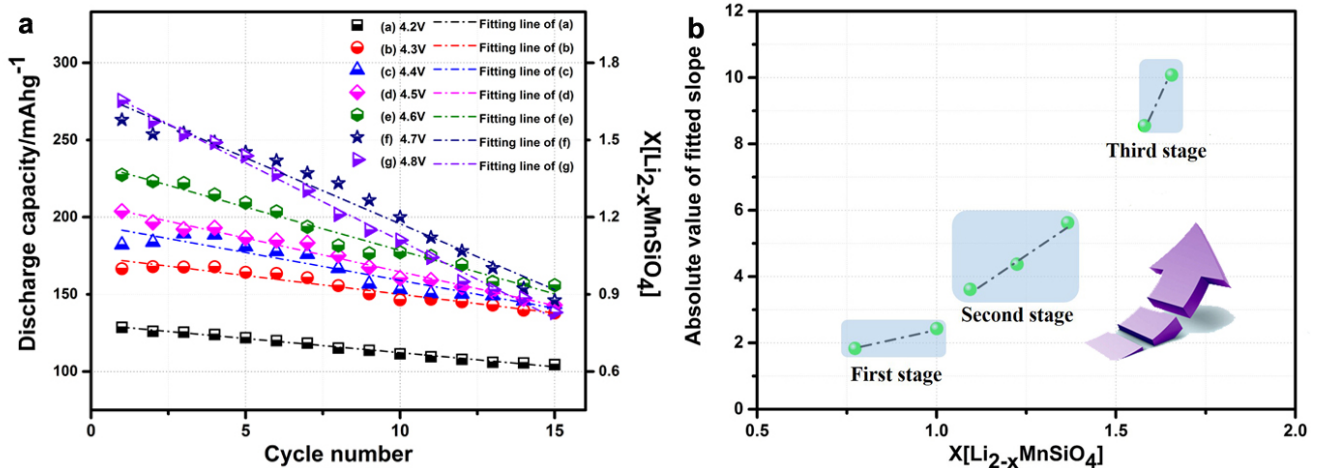 a
(a) 4.2V Fitting line of (a)
(b) 4.3V Fitting line of (b)
(c) 4.4V Fitting line of (c)
(d) 4.5V Fitting line of (d)
(e) 4.6V Fitting line of (e)
(f) 4.7V Fitting line of (f)
(g) 4.8V Fitting line of (g)
Discharge capacity/mAhg⁻¹
300
250
200
150
100
1.8
1.5
1.2
0.9
0.6
X[Li₂₋ₓMnSiO₄]
0 5 10 15
Cycle number
b
Absolute value of fitted slope
12
10
8
6
4
2
0
Third stage
Second stage
First stage
0.5 1.0 1.5 2.0
X[Li₂₋ₓMnSiO₄]